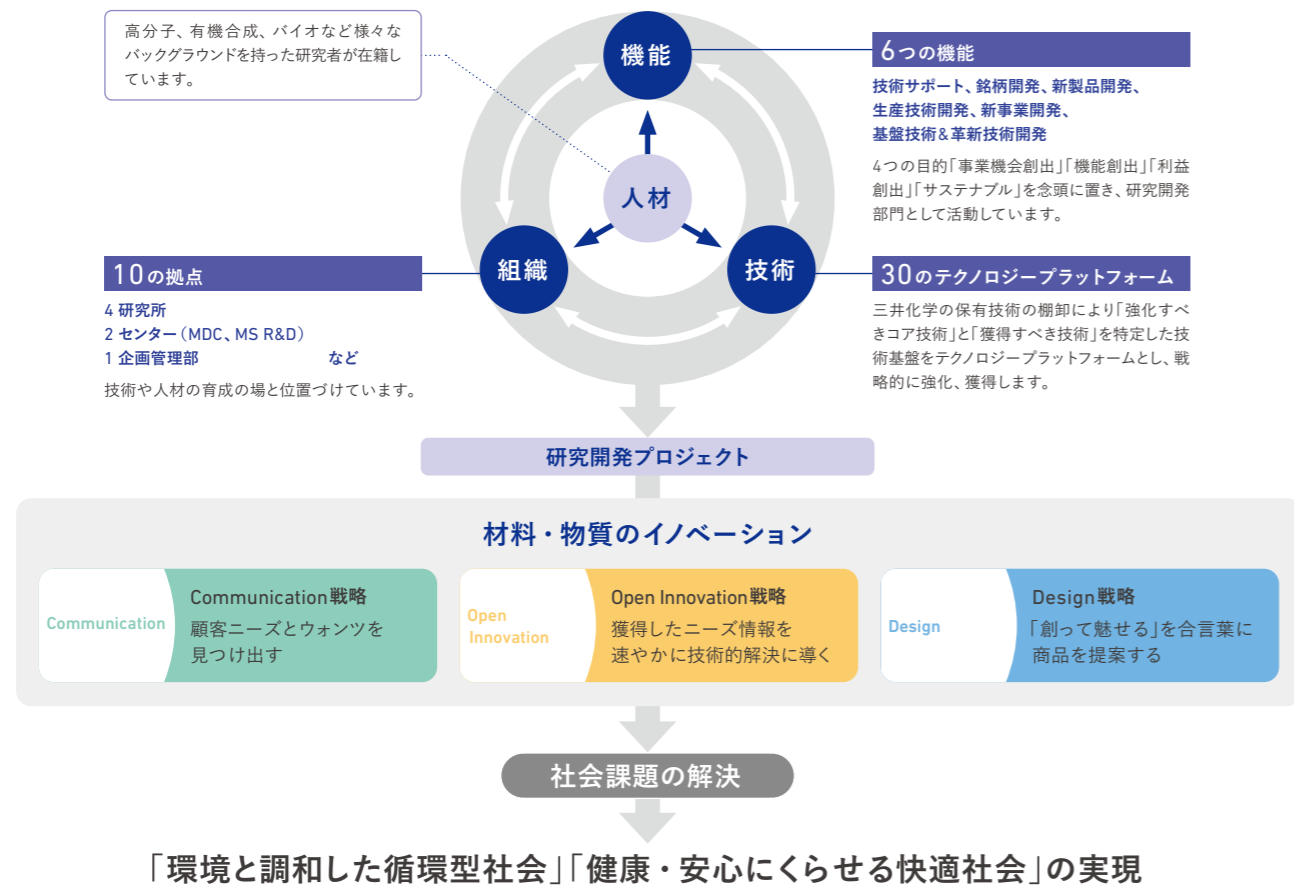 高分子、有機合成、バイオなど様々な
バックグラウンドを持った研究者が在籍し
ています。
機能
人材
組織
技術
6つの機能
技術サポート、銘柄開発、新製品開発、
生産技術開発、新事業開発、
基盤技術&革新技術開発
4つの目的「事業機会創出」「機能創出」「利益
創出」「サステナブル」を念頭に置き、研究開発
部門として活動しています。
10の拠点
4 研究所
2 センター（MDC、MS R&D）
1 企画管理部 など
技術や人材の育成の場と位置づけています。
30のテクノロジープラットフォーム
三井化学の保有技術の棚卸により「強化すべ
きコア技術」と「獲得すべき技術」を特定した技
術基盤をテクノロジープラットフォームとし、戦
略的に強化、獲得します。
研究開発プロジェクト
材料・物質のイノベーション
Communication
Communication戦略
顧客ニーズとウォンツを
見つけ出す
Open
Innovation
Open Innovation戦略
獲得したニーズ情報を
速やかに技術的解決に導く
Design
Design戦略
「創って魅せる」を合言葉に
商品を提案する
社会課題の解決
「環境と調和した循環型社会」「健康・安心にくらせる快適社会」の実現